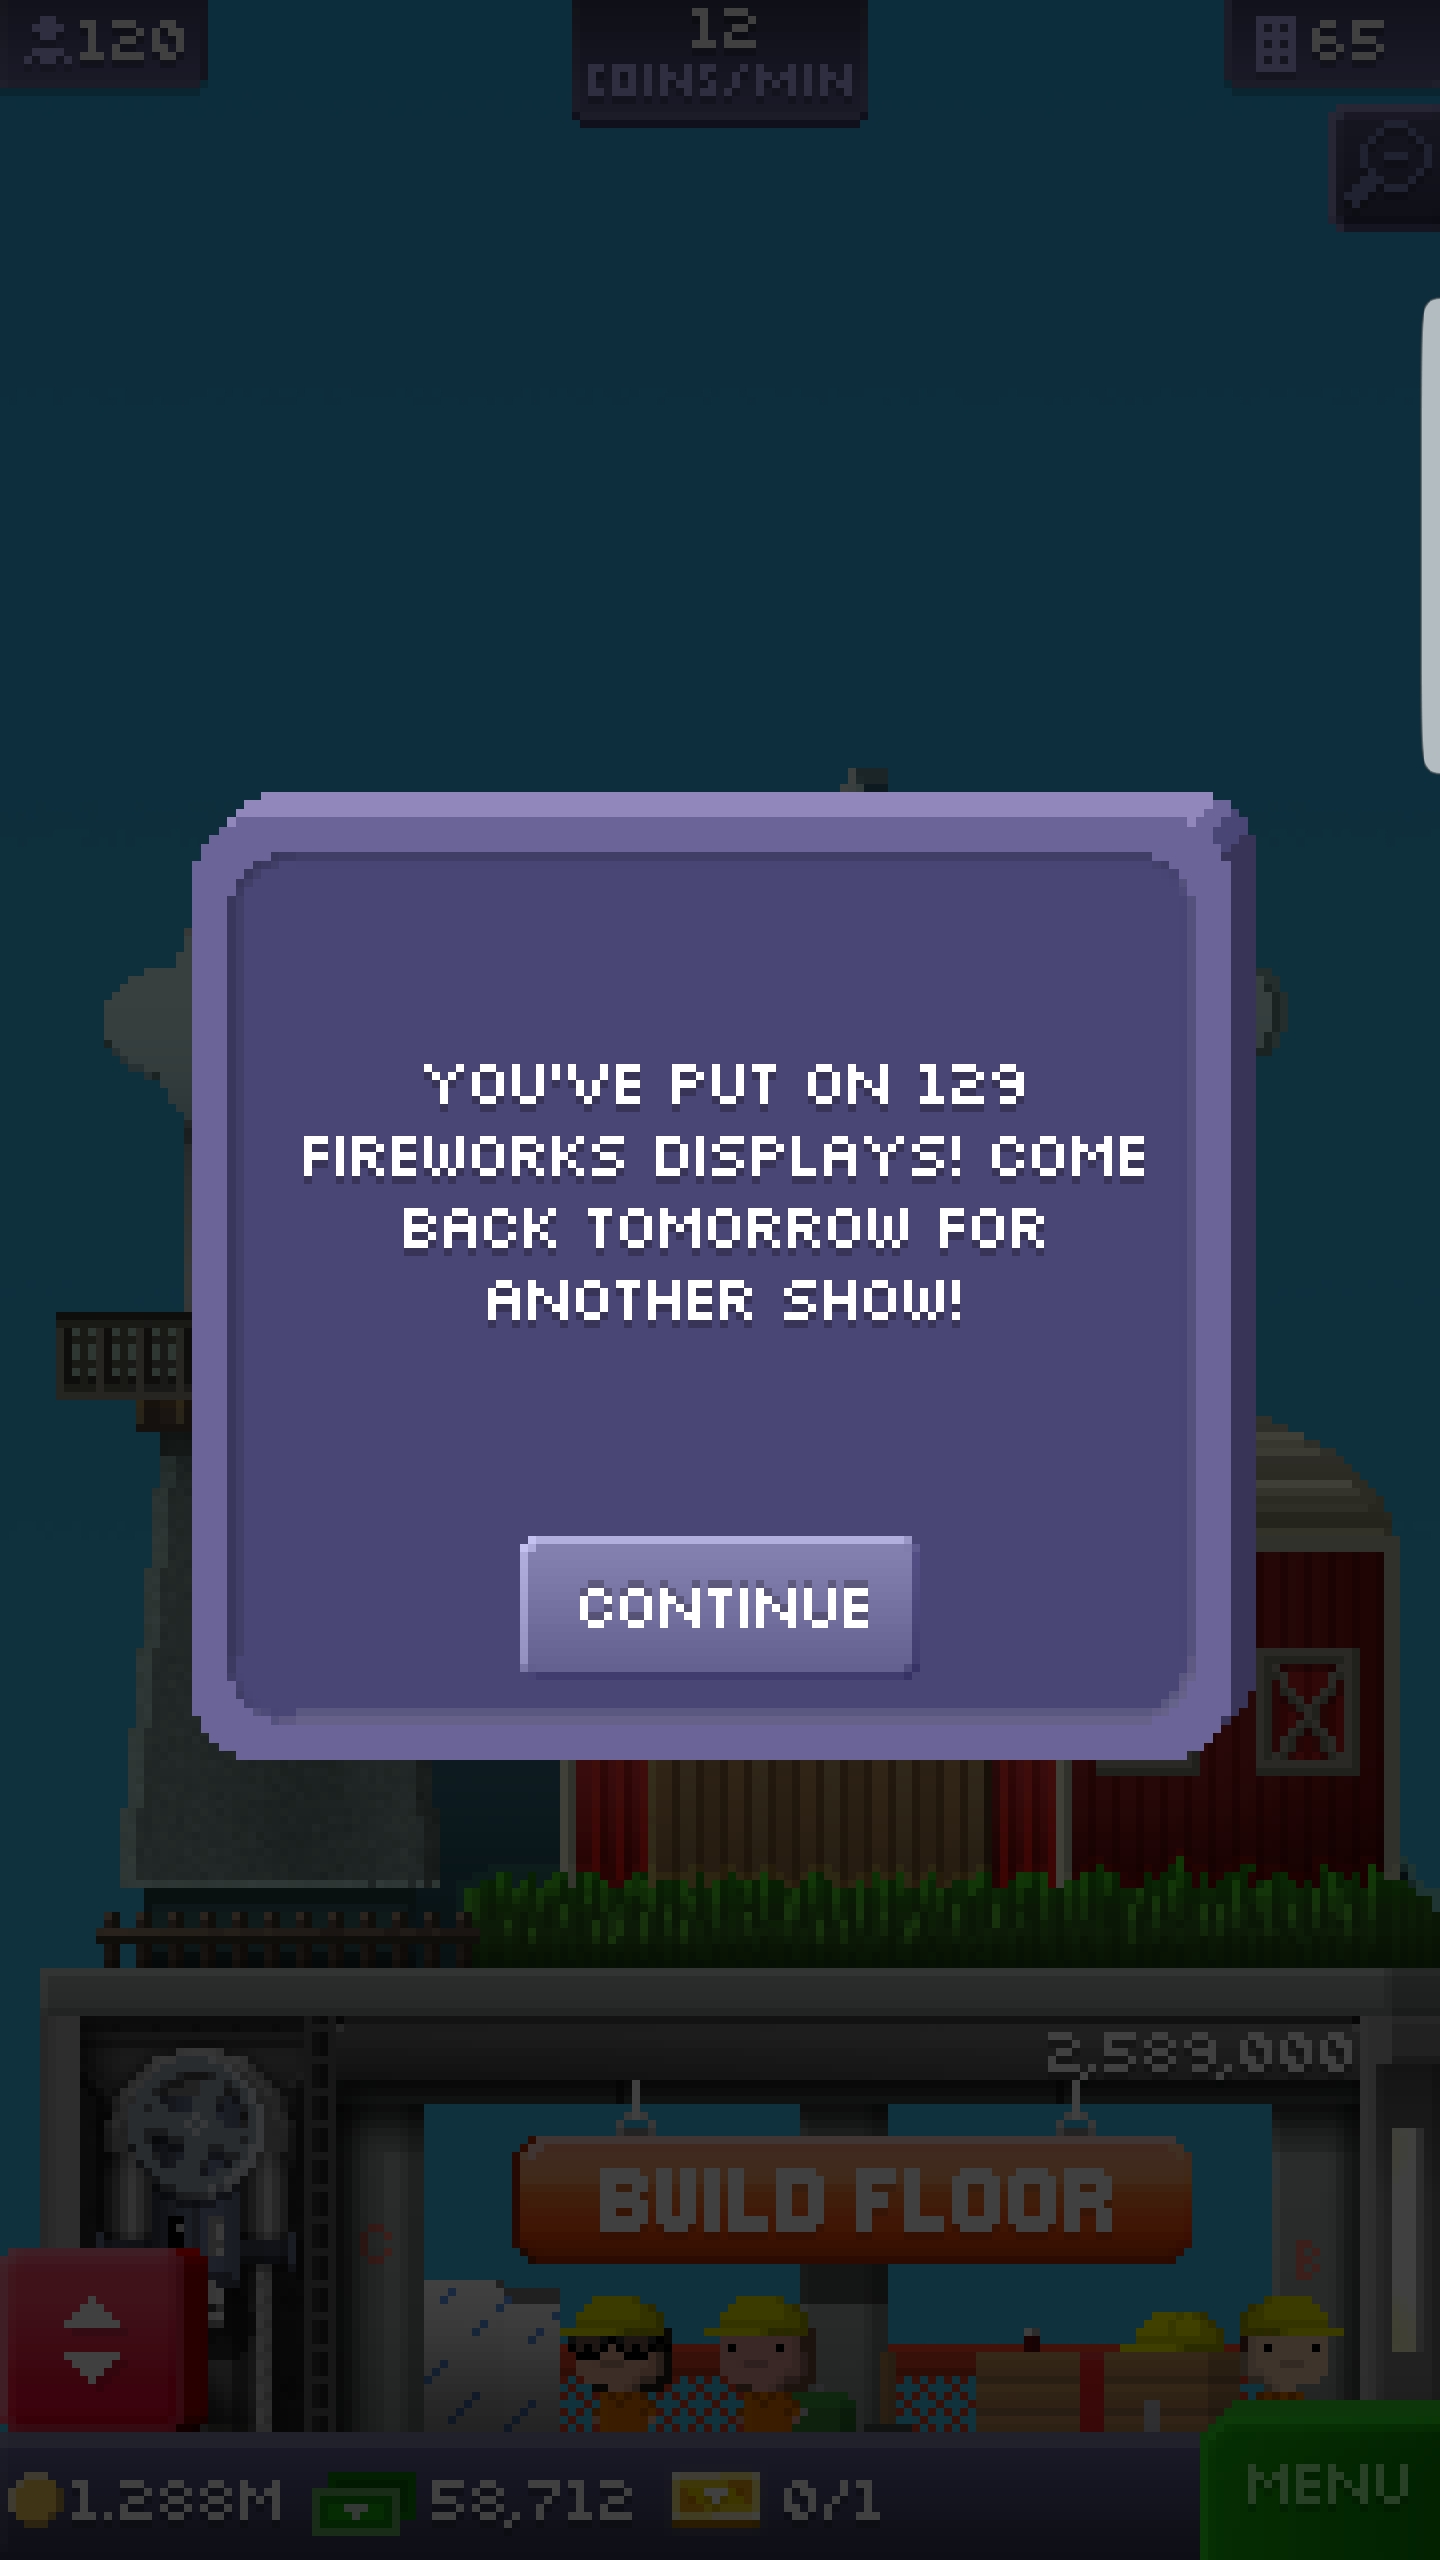 120
12
COINS/MIN
65
YOU'VE PUT ON 129
FIREWORKS DISPLAYS! COME
BACK TOMORROW FOR
ANOTHER SHOW!
CONTINUE
2,589,000
BUILD FLOOR
C
B
1.288M
58,712
0/1
MENU